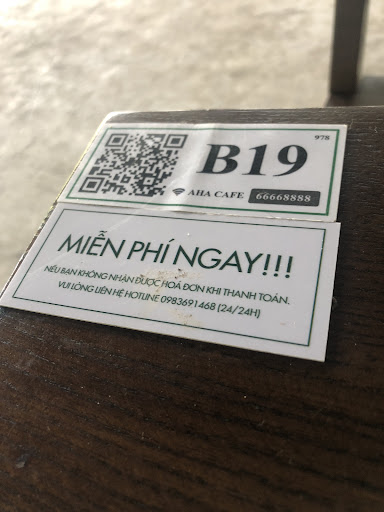 978
B19
AHA CAFE 66668888
MIỄN PHÍ NGAY!!!
NẾU BẠN KHÔNG NHẬN ĐƯỢC HOÁ ĐƠN KHI THANH TOÁN.
VUI LÒNG LIÊN HỆ HOTLINE 0983691468 (24/24H)